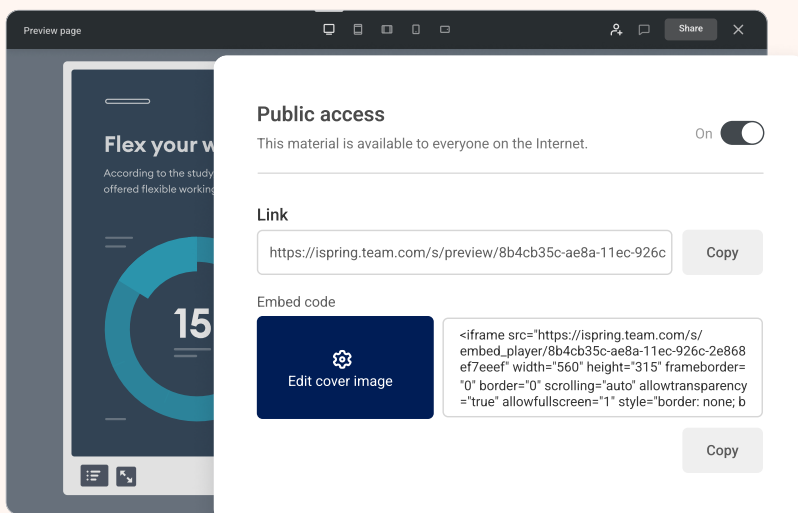 Preview page
Share
Flex your w
According to the study
offered flexible working
15
Public access
This material is available to everyone on the Internet.
On
Link
https://ispring.team.com/s/preview/8b4cb35c-ae8a-11ec-926c
Copy
Embed code
Edit cover image
<iframe src="https://ispring.team.com/s/
embed_player/8b4cb35c-ae8a-11ec-926c-2e868
ef7eeef" width="560" height="315" frameborder=
"0" border="0" scrolling="auto" allowtransparency
="true" allowfullscreen="1" style="border: none; b
Copy